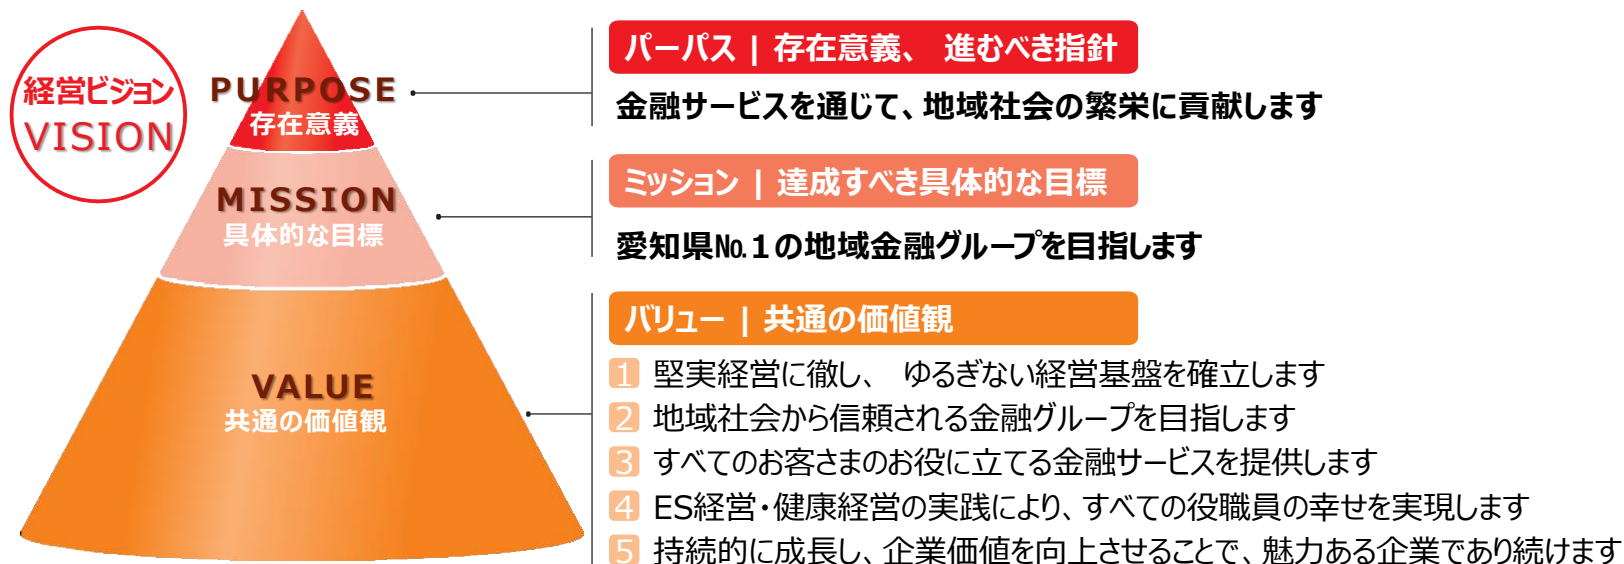 経営ビジョン
VISION
PURPOSE
存在意義
MISSION
具体的な目標
VALUE
共通の価値観
パーパス | 存在意義、 進むべき指針
金融サービスを通じて、地域社会の繁栄に貢献します
ミッション | 達成すべき具体的な目標
愛知県№1の地域金融グループを目指します
バリュー | 共通の価値観
1 堅実経営に徹し、 ゆるぎない経営基盤を確立します
2 地域社会から信頼される金融グループを目指します
3 すべてのお客さまのお役に立てる金融サービスを提供します
4 ES経営・健康経営の実践により、すべての役職員の幸せを実現します
5 持続的に成長し、企業価値を向上させることで、魅力ある企業であり続けます